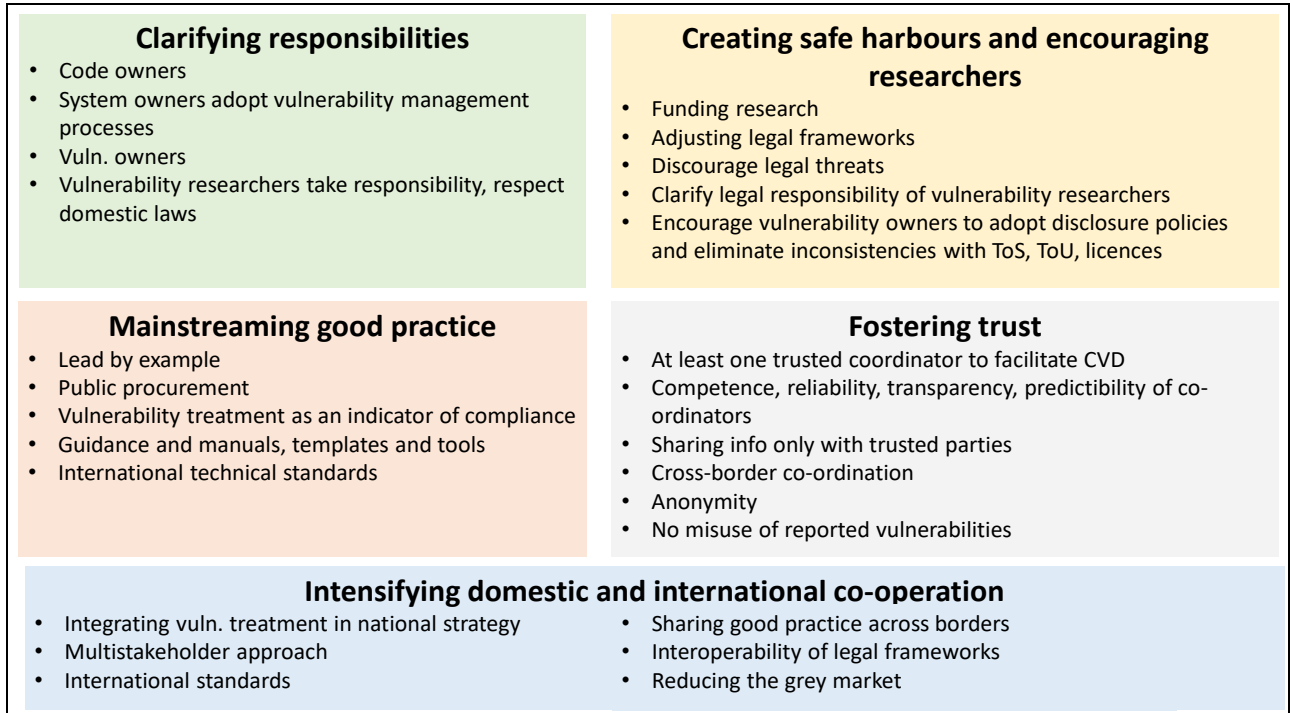 Clarifying responsibilities
• Code owners
• System owners adopt vulnerability management
processes
• Vuln. owners
• Vulnerability researchers take responsibility, respect
domestic laws
Creating safe harbours and encouraging
researchers
• Funding research
• Adjusting legal frameworks
• Discourage legal threats
• Clarify legal responsibility of vulnerability researchers
• Encourage vulnerability owners to adopt disclosure policies
and eliminate inconsistencies with ToS, ToU, licences
Mainstreaming good practice
• Lead by example
• Public procurement
• Vulnerability treatment as an indicator of compliance
• Guidance and manuals, templates and tools
• International technical standards
Fostering trust
• At least one trusted coordinator to facilitate CVD
• Competence, reliability, transparency, predictibility of co-
ordinators
• Sharing info only with trusted parties
• Cross-border co-ordination
• Anonymity
• No misuse of reported vulnerabilities
Intensifying domestic and international co-operation
• Integrating vuln. treatment in national strategy
• Multistakeholder approach
• International standards
• Sharing good practice across borders
• Interoperability of legal frameworks
• Reducing the grey market